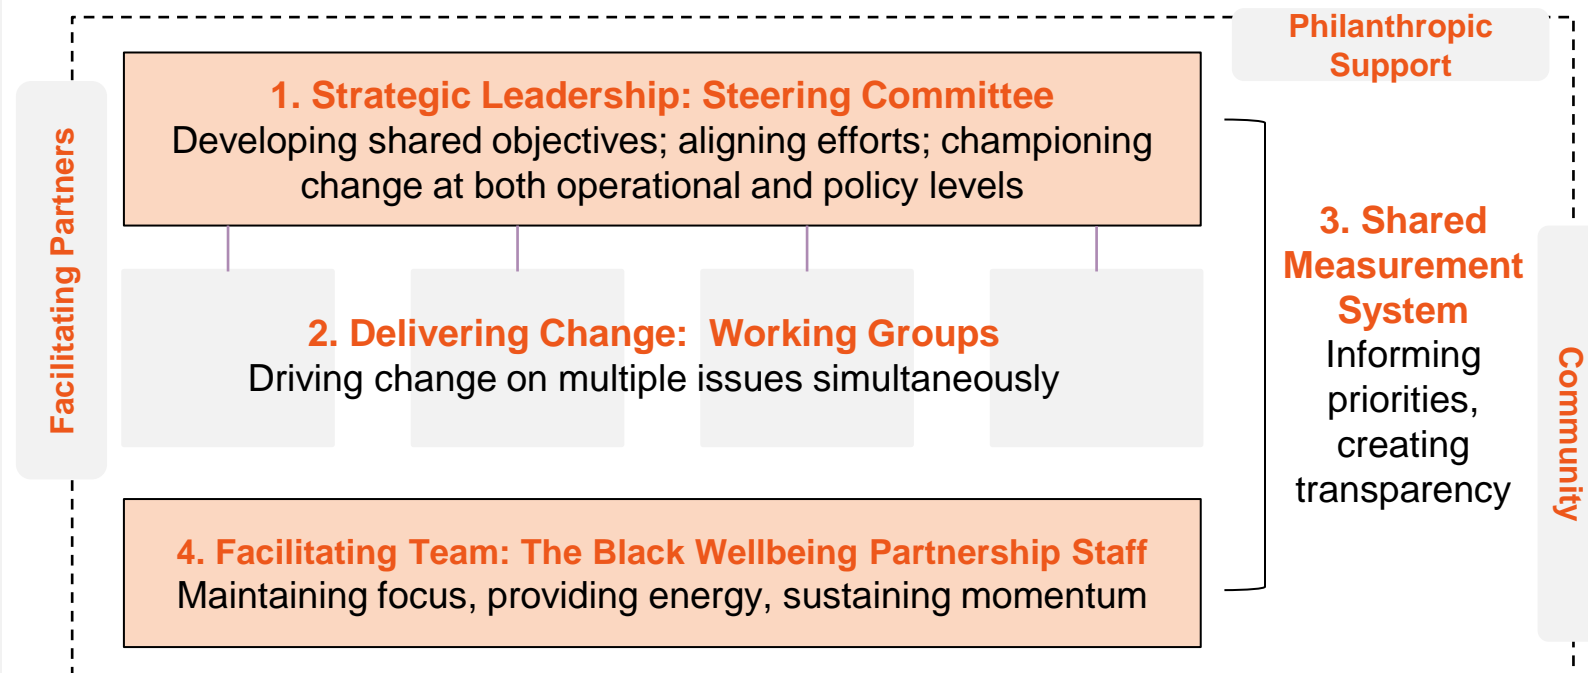 Philanthropic
Support
Facilitating Partners
1. Strategic Leadership: Steering Committee
Developing shared objectives; aligning efforts; championing
change at both operational and policy levels
2. Delivering Change:  Working Groups
Driving change on multiple issues simultaneously
3. Shared
Measurement
System
Informing
priorities,
creating
transparency
Community
4. Facilitating Team: The Black Wellbeing Partnership Staff
Maintaining focus, providing energy, sustaining momentum